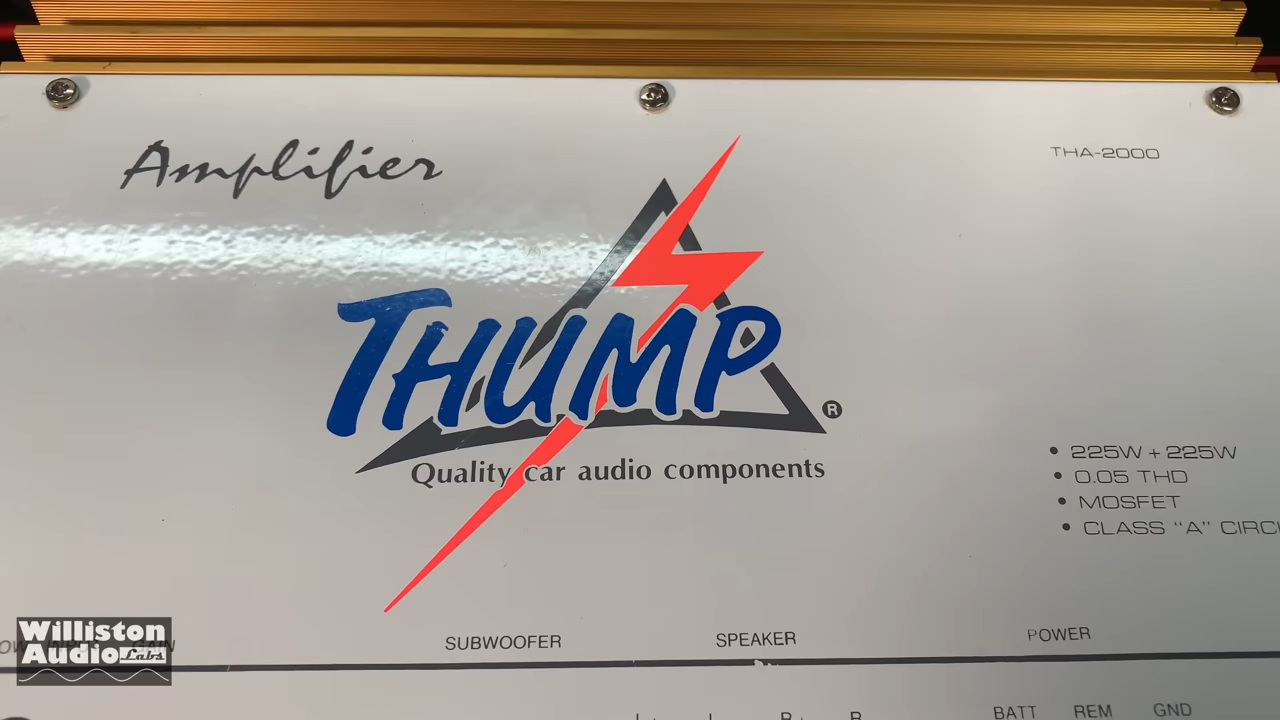 Amplifier
THA-2000
THUMP
®
Quality car audio components
• 225W + 225W
• 0.05 THD
• MOSFET
• CLASS "A"
SUBWOOFER
SPEAKER
POWER
Williston
Audio Labs
BATT
REM
GND